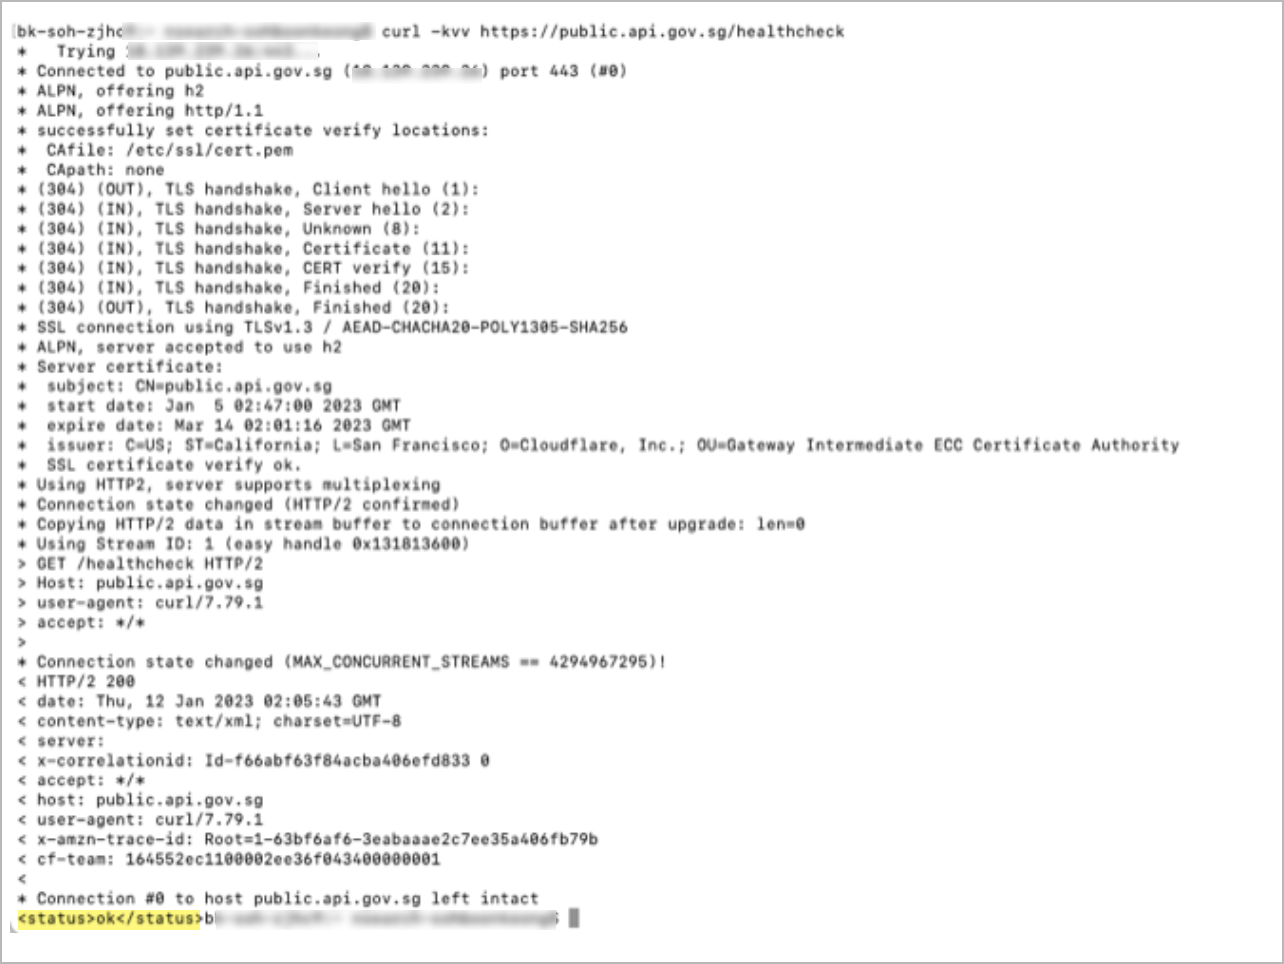 bk-soh-zjhc curl -kvv https://public.api.gov.sg/healthcheck
*   Trying
* Connected to public.api.gov.sg () port 443 (#0)
* ALPN, offering h2
* ALPN, offering http/1.1
* successfully set certificate verify locations:
*  CAfile: /etc/ssl/cert.pem
*  CApath: none
* (304) (OUT), TLS handshake, Client hello (1):
* (304) (IN), TLS handshake, Server hello (2):
* (304) (IN), TLS handshake, Unknown (8):
* (304) (IN), TLS handshake, Certificate (11):
* (304) (IN), TLS handshake, CERT verify (15):
* (304) (IN), TLS handshake, Finished (20):
* (304) (OUT), TLS handshake, Finished (20):
* SSL connection using TLSv1.3 / AEAD-CHACHA20-POLY1305-SHA256
* ALPN, server accepted to use h2
* Server certificate:
*  subject: CN=public.api.gov.sg
*  start date: Jan  5 02:47:00 2023 GMT
*  expire date: Mar 14 02:01:16 2023 GMT
*  issuer: C=US; ST=California; L=San Francisco; O=Cloudflare, Inc.; OU=Gateway Intermediate ECC Certificate Authority
*  SSL certificate verify ok.
* Using HTTP2, server supports multiplexing
* Connection state changed (HTTP/2 confirmed)
* Copying HTTP/2 data in stream buffer to connection buffer after upgrade: len=0
* Using Stream ID: 1 (easy handle 0x131813600)
> GET /healthcheck HTTP/2
> Host: public.api.gov.sg
> user-agent: curl/7.79.1
> accept: */*
>
* Connection state changed (MAX_CONCURRENT_STREAMS == 4294967295)!
< HTTP/2 200
< date: Thu, 12 Jan 2023 02:05:43 GMT
< content-type: text/xml; charset=UTF-8
< server:
< x-correlationid: Id-f66abf63f84acba406efd833 0
< accept: */*
< host: public.api.gov.sg
< user-agent: curl/7.79.1
< x-amzn-trace-id: Root=1-63bf6af6-3eabaaae2c7ee35a406fb79b
< cf-team: 164552ec1100002ee36f043400000001
<
* Connection #0 to host public.api.gov.sg left intact
<status>ok</status>b